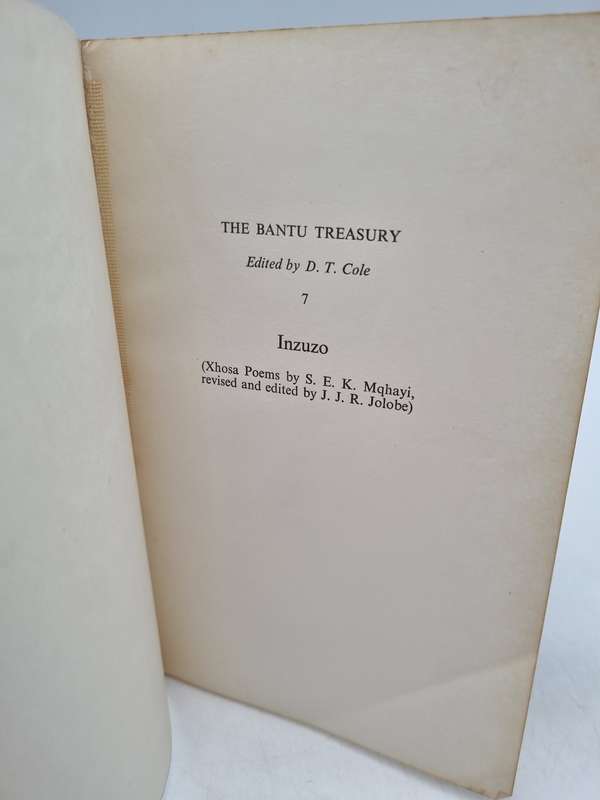 THE BANTU TREASURY
Edited by D. T. Cole
7
Inzuzo
(Xhosa Poems by S. E. K. Mqhayi,
revised and edited by J. J. R. Jolobe)